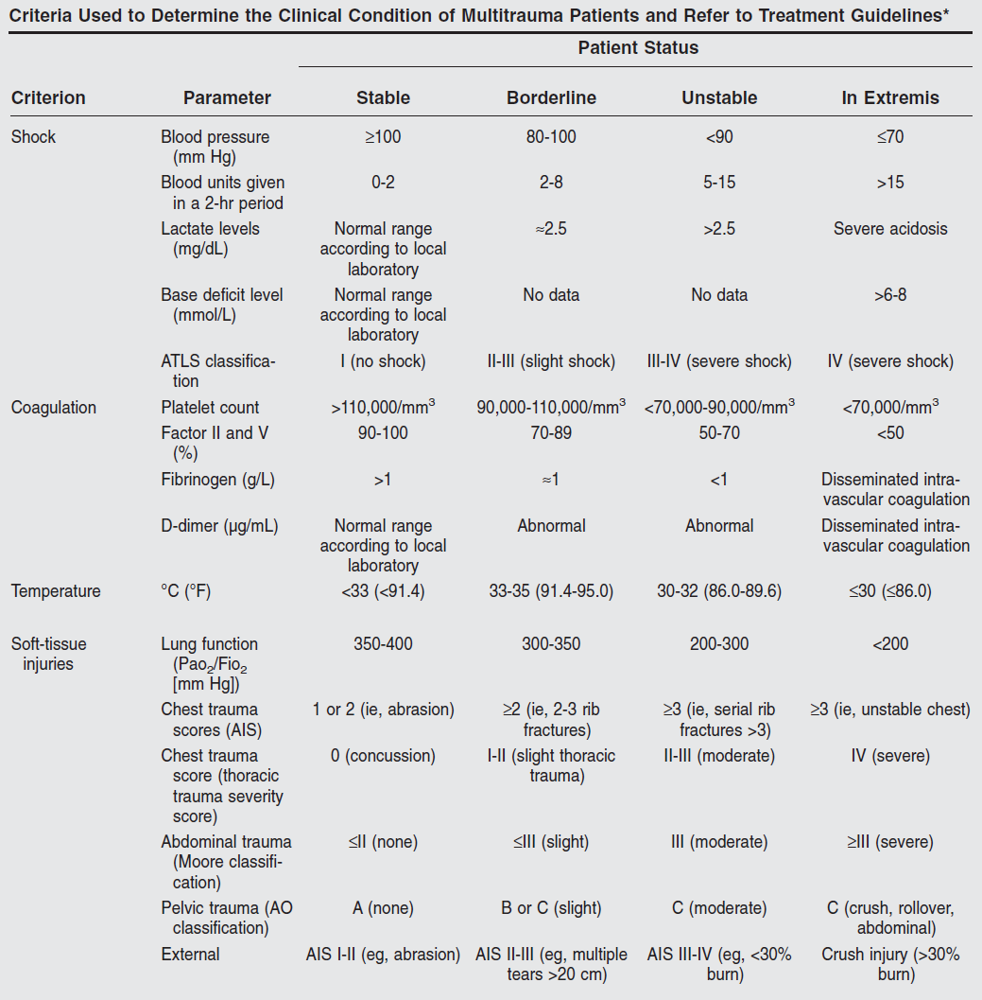 Criteria Used to Determine the Clinical Condition of Multitrauma Patients and Refer to Treatment Guidelines*
Patient Status
Criterion Parameter Stable Borderline Unstable In Extremis
Shock Blood pressure ≥100 80-100 <90 ≤70
(mm Hg)
Blood units given 0-2 2-8 5-15 >15
in a 2-hr period
Lactate levels Normal range ≈2.5 >2.5 Severe acidosis
(mg/dL) according to local
laboratory
Base deficit level Normal range No data No data >6-8
(mmol/L) according to local
laboratory
ATLS classifica- I (no shock) II-III (slight shock) III-IV (severe shock) IV (severe shock)
tion
Coagulation Platelet count >110,000/mm³ 90,000-110,000/mm³ <70,000-90,000/mm³ <70,000/mm³
Factor II and V 90-100 70-89 50-70 <50
(%)
Fibrinogen (g/L) >1 ≈1 <1 Disseminated intra-
vascular coagulation
D-dimer (μg/mL) Normal range Abnormal Abnormal Disseminated intra-
according to local vascular coagulation
laboratory
Temperature °C (°F) <33 (<91.4) 33-35 (91.4-95.0) 30-32 (86.0-89.6) ≤30 (≤86.0)
Soft-tissue Lung function 350-400 300-350 200-300 <200
injuries (Pao₂/Fio₂
[mm Hg])
Chest trauma 1 or 2 (ie, abrasion) ≥2 (ie, 2-3 rib ≥3 (ie, serial rib ≥3 (ie, unstable chest)
scores (AIS) fractures) fractures >3)
Chest trauma 0 (concussion) I-II (slight thoracic II-III (moderate) IV (severe)
score (thoracic trauma)
trauma severity
score)
Abdominal trauma ≤II (none) ≤III (slight) III (moderate) ≥III (severe)
(Moore classifi-
cation)
Pelvic trauma (AO A (none) B or C (slight) C (moderate) C (crush, rollover,
classification) abdominal)
External AIS I-II (eg, abrasion) AIS II-III (eg, multiple AIS III-IV (eg, <30% Crush injury (>30%
tears >20 cm) burn) burn)